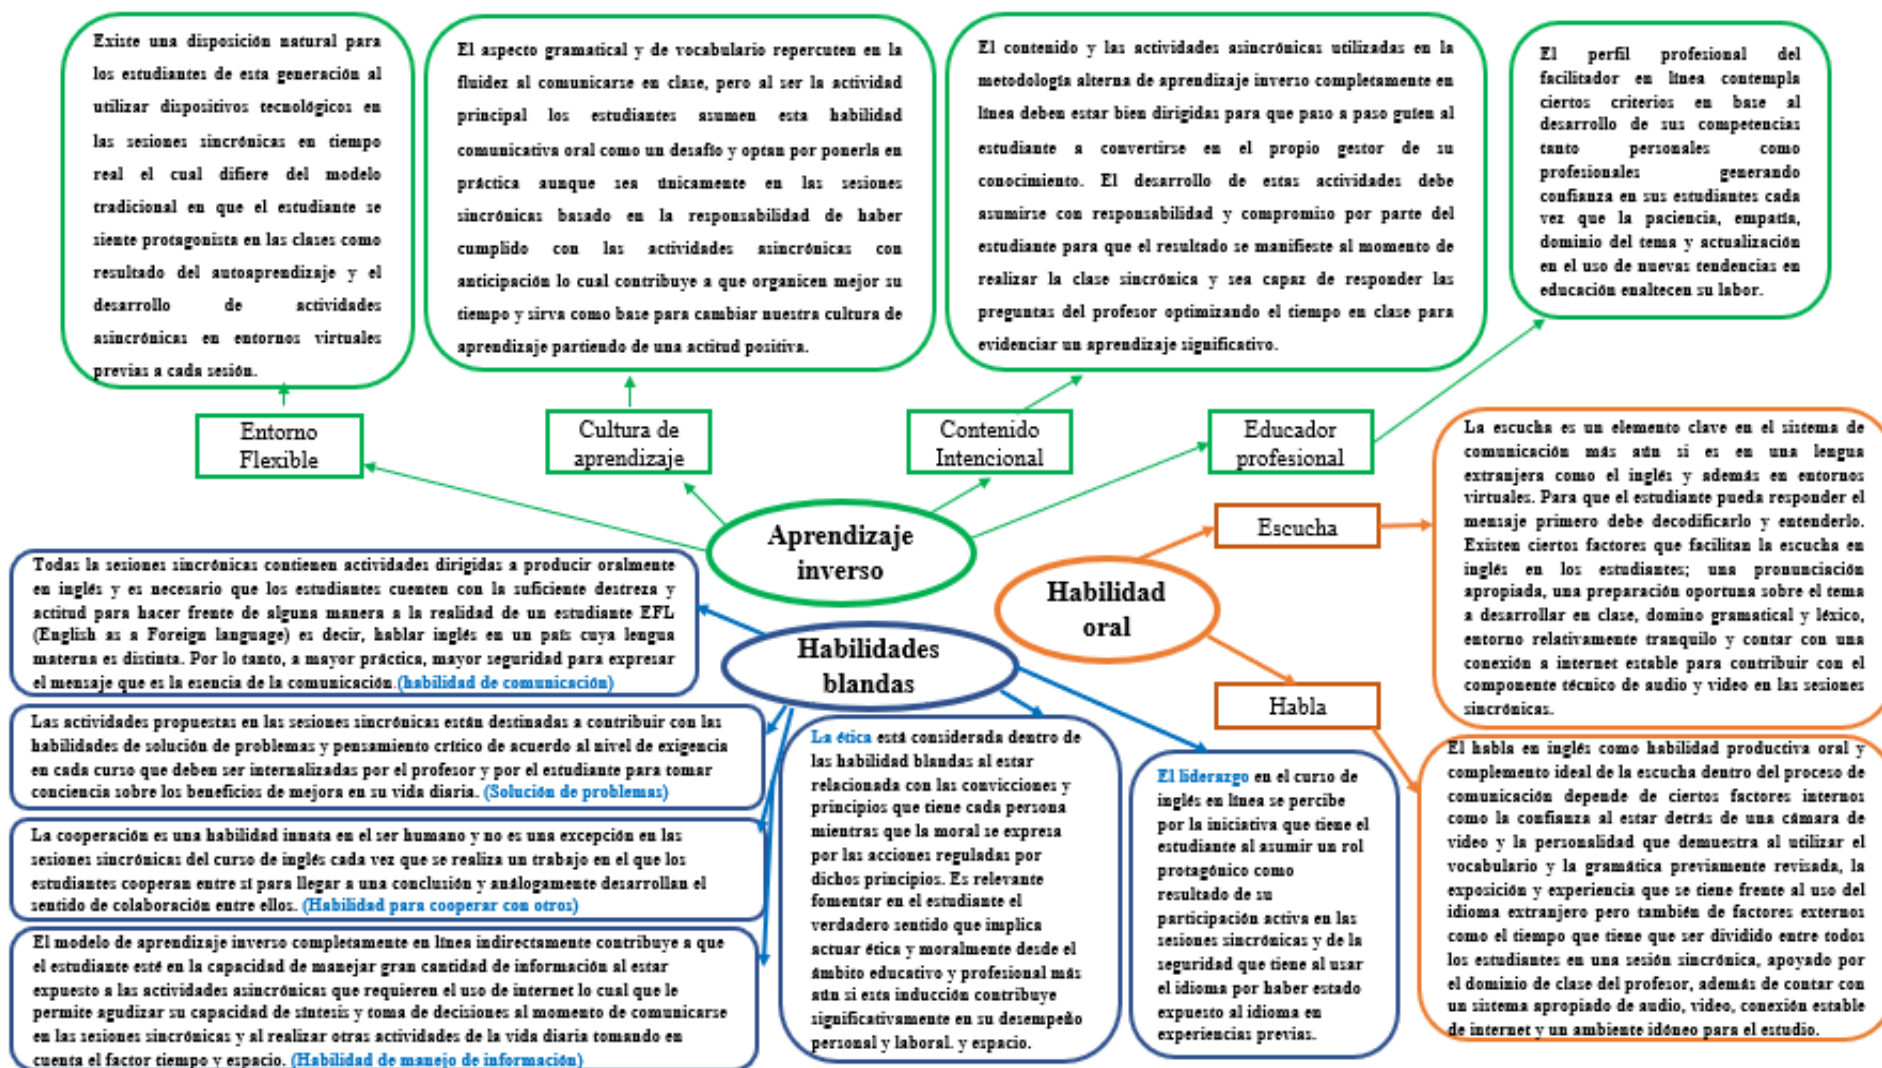 Existe una disposición natural para
los estudiantes de esta generación al
utilizar dispositivos tecnológicos en
las sesiones sincrónicas en tiempo
real el cual difiere del modelo
tradicional en que el estudiante se
siente protagonista en las clases como
resultado del autoaprendizaje y el
desarrollo de actividades
asincrónicas en entornos virtuales
previas a cada sesión.
El aspecto gramatical y de vocabulario repercuten en la
fluidez al comunicarse en clase, pero al ser la actividad
principal los estudiantes asumen esta habilidad
comunicativa oral como un desafío y optan por ponerla en
práctica aunque sea únicamente en las sesiones
sincrónicas basado en la responsabilidad de haber
cumplido con las actividades asincrónicas con
anticipación lo cual contribuye a que organicen mejor su
tiempo y sirva como base para cambiar nuestra cultura de
aprendizaje partiendo de una actitud positiva.
El contenido y las actividades asincrónicas utilizadas en la
metodología alterna de aprendizaje inverso completamente en
línea deben estar bien dirigidas para que paso a paso guíen al
estudiante a convertirse en el propio gestor de su
conocimiento. El desarrollo de estas actividades debe
asumirse con responsabilidad y compromiso por parte del
estudiante para que el resultado se manifieste al momento de
realizar la clase sincrónica y sea capaz de responder las
preguntas del profesor optimizando el tiempo en clase para
evidenciar un aprendizaje significativo.
El perfil profesional del
facilitador en línea contempla
ciertos criterios en base al
desarrollo de sus competencias
tanto personales como
profesionales generando
confianza en sus estudiantes cada
vez que la paciencia, empatía,
dominio del tema y actualización
en el uso de nuevas tendencias en
educación enaltecen su labor.
Entorno
Flexible
Cultura de
aprendizaje
Contenido
Intencional
Educador
profesional
Aprendizaje
inverso
Escucha
La escucha es un elemento clave en el sistema de
comunicación más aún si es en una lengua
extranjera como el inglés y además en entornos
virtuales. Para que el estudiante pueda responder el
mensaje primero debe decodificarlo y entenderlo.
Existen ciertos factores que facilitan la escucha en
inglés en los estudiantes; una pronunciación
apropiada, una preparación oportuna sobre el tema
a desarrollar en clase, domino gramatical y léxico,
entorno relativamente tranquilo y contar con una
conexión a internet estable para contribuir con el
componente técnico de audio y video en las sesiones
sincrónicas.
Habilidad
oral
Habla
El habla en inglés como habilidad productiva oral y
complemento ideal de la escucha dentro del proceso de
comunicación depende de ciertos factores internos
como la confianza al estar detrás de una cámara de
video y la personalidad que demuestra al utilizar el
vocabulario y la gramática previamente revisada, la
exposición y experiencia que se tiene frente al uso del
idioma extranjero pero también de factores externos
como el tiempo que tiene que ser dividido entre todos
los estudiantes en una sesión sincrónica, apoyado por
el dominio de clase del profesor, además de contar con
un sistema apropiado de audio, video, conexión estable
de internet y un ambiente idóneo para el estudio.
Habilidades
blandas
Todas la sesiones sincrónicas contienen actividades dirigidas a producir oralmente
en inglés y es necesario que los estudiantes cuenten con la suficiente destreza y
actitud para hacer frente de alguna manera a la realidad de un estudiante EFL
(English as a Foreign language) es decir, hablar inglés en un país cuya lengua
materna es distinta. Por lo tanto, a mayor práctica, mayor seguridad para expresar
el mensaje que es la esencia de la comunicación.(habilidad de comunicación)
Las actividades propuestas en las sesiones sincrónicas están destinadas a contribuir con las
habilidades de solución de problemas y pensamiento crítico de acuerdo al nivel de exigencia
en cada curso que deben ser internalizadas por el profesor y por el estudiante para tomar
conciencia sobre los beneficios de mejora en su vida diaria. (Solución de problemas)
La cooperación es una habilidad innata en el ser humano y no es una excepción en las
sesiones sincrónicas del curso de inglés cada vez que se realiza un trabajo en el que los
estudiantes cooperan entre sí para llegar a una conclusión y análogamente desarrollan el
sentido de colaboración entre ellos. (Habilidad para cooperar con otros)
El modelo de aprendizaje inverso completamente en línea indirectamente contribuye a que
el estudiante esté en la capacidad de manejar gran cantidad de información al estar
expuesto a las actividades asincrónicas que requieren el uso de internet lo cual que le
permite agudizar su capacidad de síntesis y toma de decisiones al momento de comunicarse
en las sesiones sincrónicas y al realizar otras actividades de la vida diaria tomando en
cuenta el factor tiempo y espacio. (Habilidad de manejo de información)
La ética está considerada dentro de
las habilidad blandas al estar
relacionada con las convicciones y
principios que tiene cada persona
mientras que la moral se expresa
por las acciones reguladas por
dichos principios. Es relevante
fomentar en el estudiante el
verdadero sentido que implica
actuar ética y moralmente desde el
ámbito educativo y profesional más
aún si esta inducción contribuye
significativamente en su desempeño
personal y laboral. y espacio.
El liderazgo en el curso de
inglés en línea se percibe
por la iniciativa que tiene el
estudiante al asumir un rol
protagónico como
resultado de su
participación activa en las
sesiones sincrónicas y de la
seguridad que tiene al usar
el idioma por haber estado
expuesto al idioma en
experiencias previas.